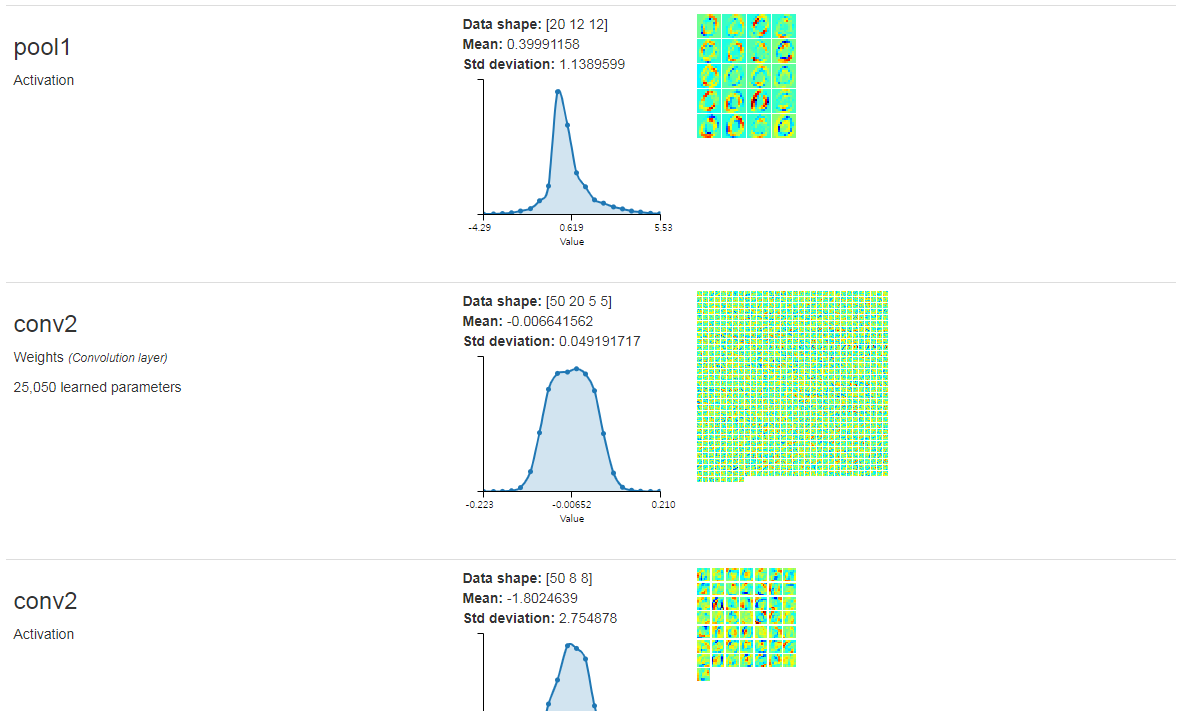 pool1
Activation
Data shape: [20 12 12]
Mean: 0.39991158
Std deviation: 1.1389599
-4.29 0.619 5.53
Value
conv2
Weights (Convolution layer)
25,050 learned parameters
Data shape: [50 20 5 5]
Mean: -0.006641562
Std deviation: 0.049191717
-0.223 -0.00652 0.210
Value
conv2
Activation
Data shape: [50 8 8]
Mean: -1.8024639
Std deviation: 2.754878